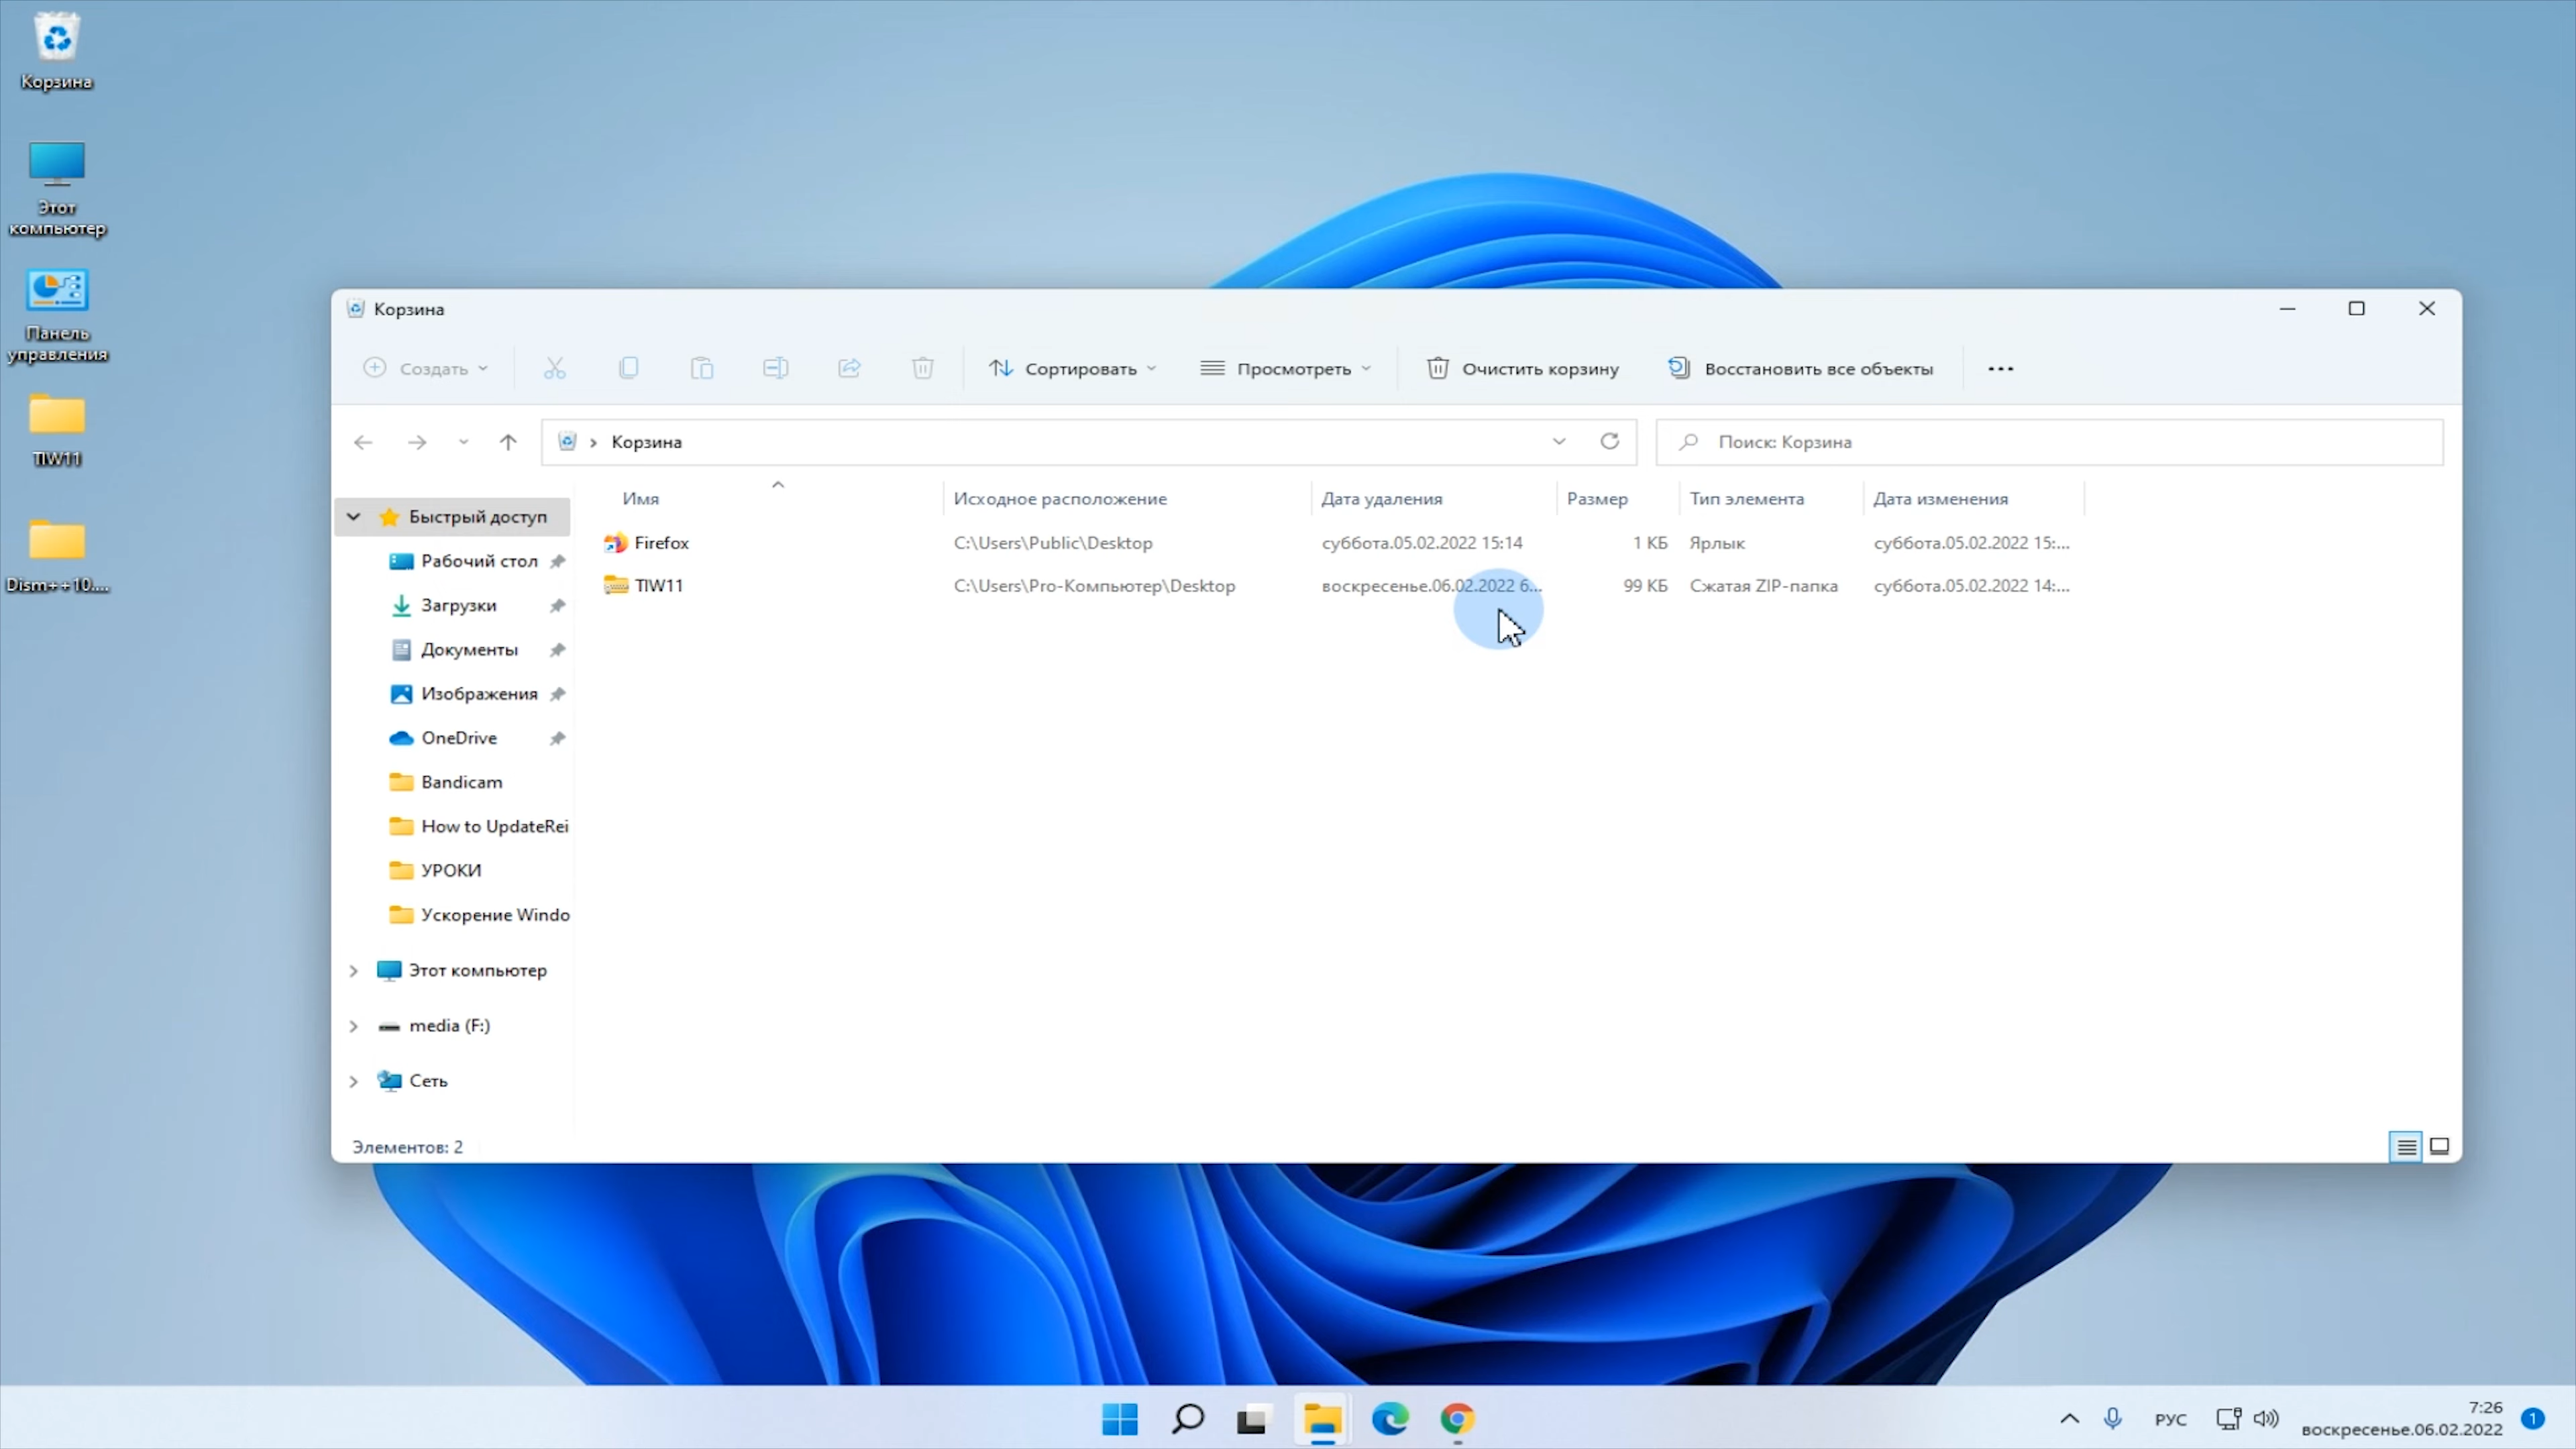 Корзина
Этот
компьютер
Панель
управления
TIW11
Dism++10....
Корзина
Создать
Сортировать
Просмотреть
Очистить корзину
Восстановить все объекты
Корзина
Поиск: Корзина
Имя Исходное расположение Дата удаления Размер Тип элемента Дата изменения
Firefox C:\Users\Public\Desktop суббота.05.02.2022 15:14 1 КБ Ярлык суббота.05.02.2022 15:...
TIW11 C:\Users\Pro-Компьютер\Desktop воскресенье.06.02.2022 6... 99 КБ Сжатая ZIP-папка суббота.05.02.2022 14:...
Быстрый доступ
Рабочий стол
Загрузки
Документы
Изображения
OneDrive
Bandicam
How to UpdateRei
УРОКИ
Ускорение Windo
Этот компьютер
media (F:)
Сеть
Элементов: 2
РУС
7:26
воскресенье.06.02.2022
1